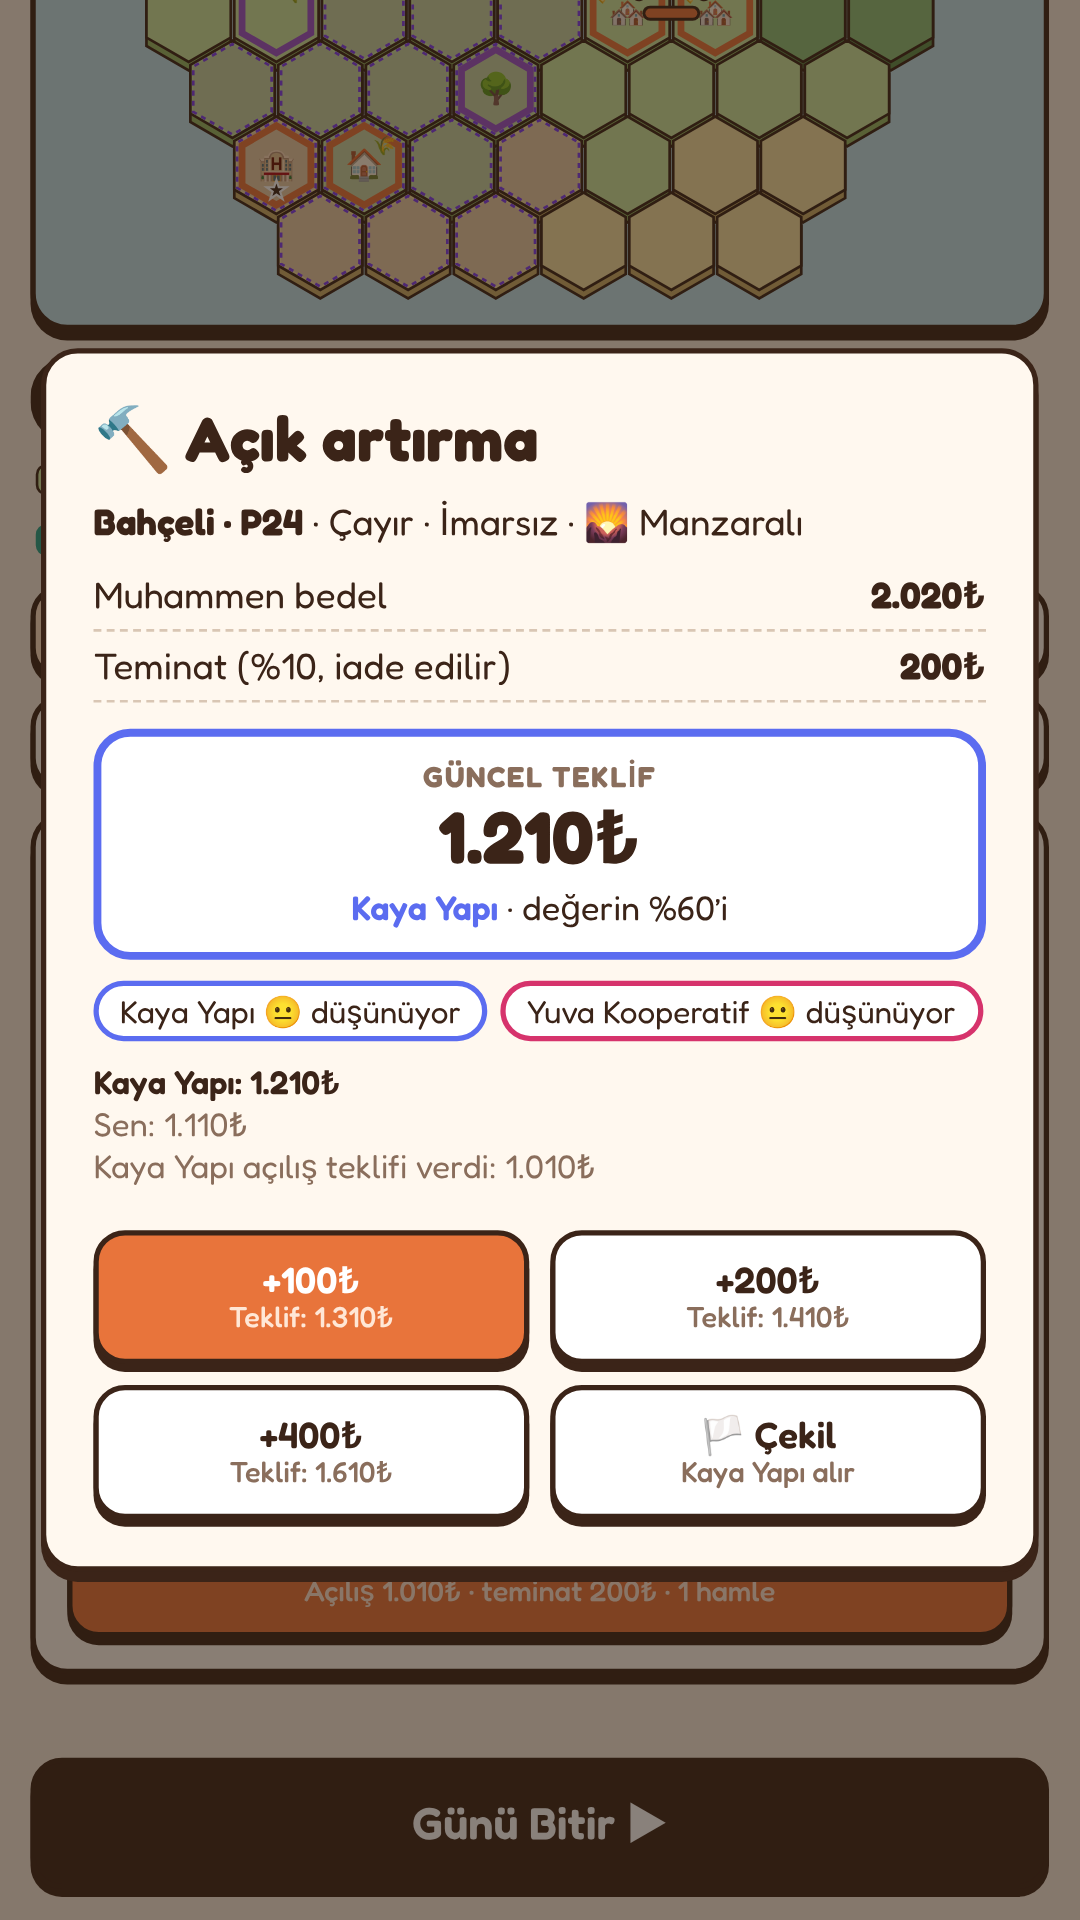 H
🔨 Açık artırma
Bahçeli · P24 · Çayır · İmarsız · 🌄 Manzaralı
Muhammen bedel 2.020₺
Teminat (%10, iade edilir) 200₺
GÜNCEL TEKLİF
1.210₺
Kaya Yapı · değerin %60’i
Kaya Yapı 😐 düşünüyor
Yuva Kooperatif 😐 düşünüyor
Kaya Yapı: 1.210₺
Sen: 1.110₺
Kaya Yapı açılış teklifi verdi: 1.010₺
+100₺
Teklif: 1.310₺
+200₺
Teklif: 1.410₺
+400₺
Teklif: 1.610₺
🏳️ Çekil
Kaya Yapı alır
Açılış 1.010₺ · teminat 200₺ · 1 hamle
Günü Bitir ▶